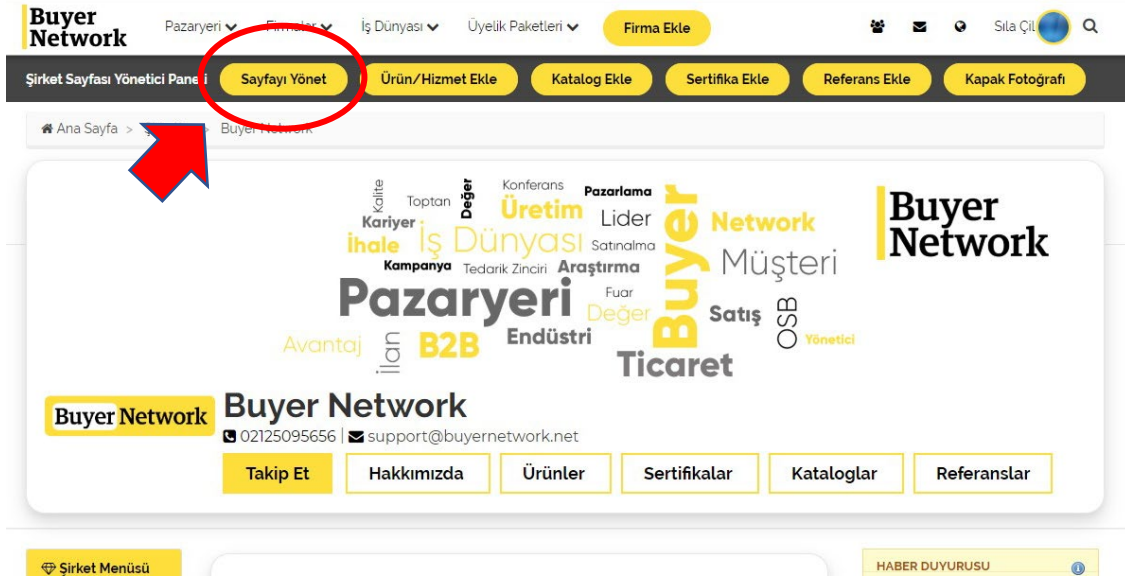 Buyer
Network
Pazaryeri Firmalar İş Dünyası Üyelik Paketleri Firma Ekle Sıla Çil
Şirket Sayfası Yönetici Paneli Sayfayı Yönet Ürün/Hizmet Ekle Katalog Ekle Sertifika Ekle Referans Ekle Kapak Fotoğrafı
Ana Sayfa > > Buyer Network
Kalite
Toptan
Değer
Konferans
Pazarlama
Kariyer
Üretim
Lider
Buyer
Network
İhale
İş Dünyası
Satınalma
Müşteri
Kampanya
Tedarik Zinciri
Araştırma
Pazaryeri
Fuar
Değer
Satış
OSB
Avantaj
İlan
B2B
Endüstri
Yönetici
Ticaret
Buyer
Network
Buyer Network
Buyer Network
02125095656 | support@buyernetwork.net
Takip Et Hakkımızda Ürünler Sertifikalar Kataloglar Referanslar
Şirket Menüsü
HABER DUYURUSU